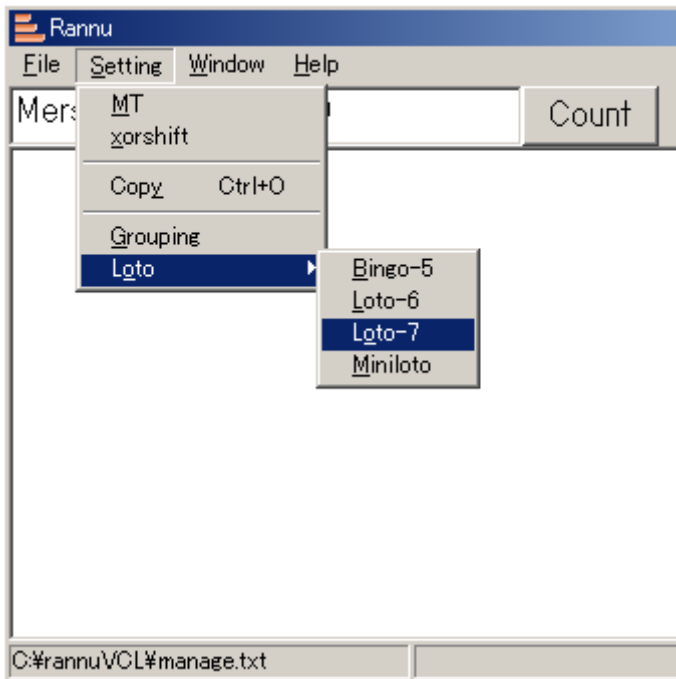 Rannu
File Setting Window Help
Count
MT
xorshift
Copy Ctrl+O
Grouping
Loto
Bingo-5
Loto-6
Loto-7
Miniloto
C:¥rannuVCL¥manage.txt